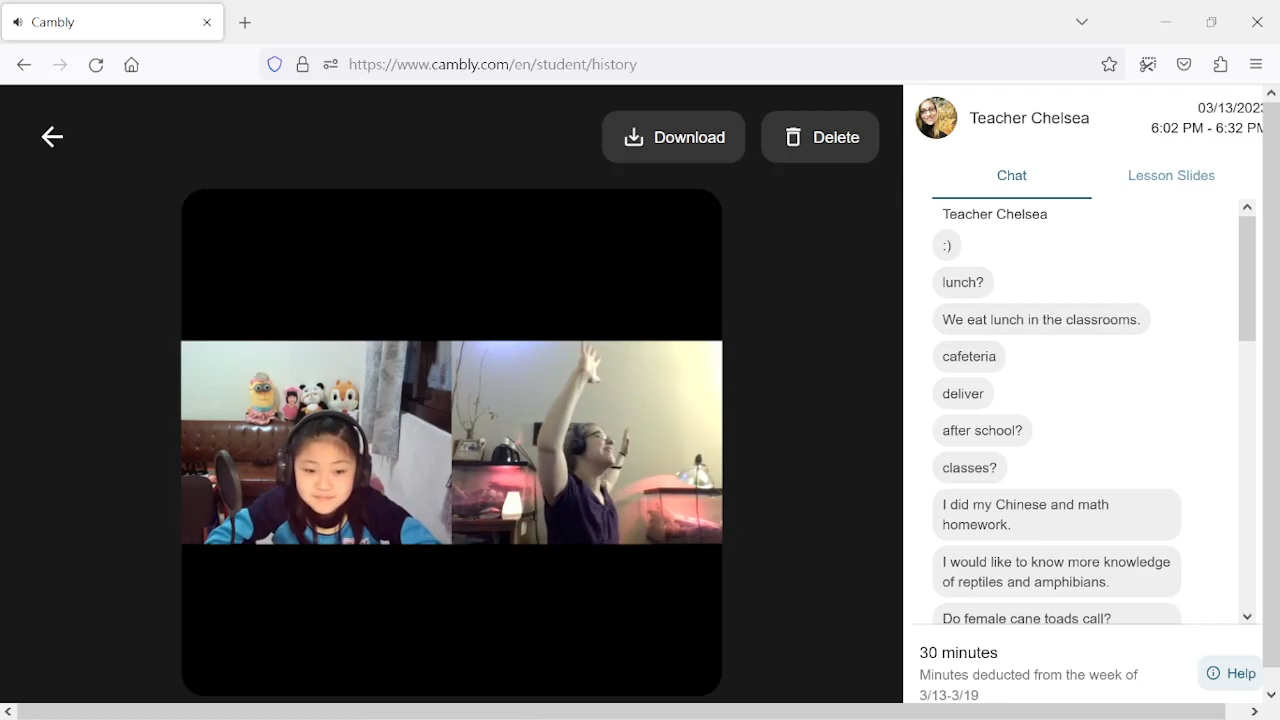 Cambly
https://www.cambly.com/en/student/history
Download
Delete
Teacher Chelsea
03/13/2023
6:02 PM - 6:32 PM
Chat
Lesson Slides
Teacher Chelsea
:)
lunch?
We eat lunch in the classrooms.
cafeteria
deliver
after school?
classes?
I did my Chinese and math
homework.
I would like to know more knowledge
of reptiles and amphibians.
Do female cane toads call?
30 minutes
Minutes deducted from the week of
3/13-3/19
Help